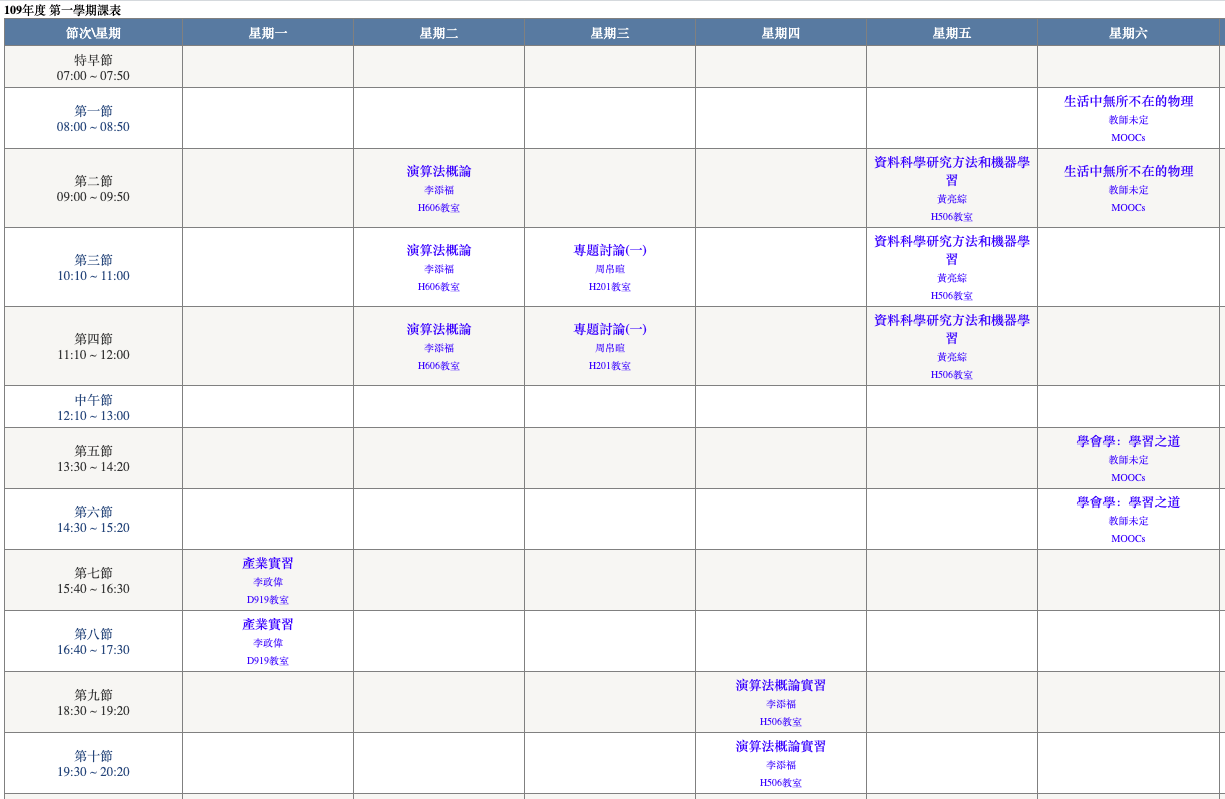 109年度 第一學期課表
節次\星期 星期一 星期二 星期三 星期四 星期五 星期六
特早節
07:00 ~ 07:50
第一節
08:00 ~ 08:50
生活中無所不在的物理
教師未定
MOOCs
第二節
09:00 ~ 09:50
演算法概論
李添福
H606教室
資料科學研究方法和機器學
習
黃亮綜
H506教室
生活中無所不在的物理
教師未定
MOOCs
第三節
10:10 ~ 11:00
演算法概論
李添福
H606教室
專題討論(一)
周帛暄
H201教室
資料科學研究方法和機器學
習
黃亮綜
H506教室
第四節
11:10 ~ 12:00
演算法概論
李添福
H606教室
專題討論(一)
周帛暄
H201教室
資料科學研究方法和機器學
習
黃亮綜
H506教室
中午節
12:10 ~ 13:00
第五節
13:30 ~ 14:20
學會學：學習之道
教師未定
MOOCs
第六節
14:30 ~ 15:20
學會學：學習之道
教師未定
MOOCs
第七節
15:40 ~ 16:30
產業實習
李政偉
D919教室
第八節
16:40 ~ 17:30
產業實習
李政偉
D919教室
第九節
18:30 ~ 19:20
演算法概論實習
李添福
H506教室
第十節
19:30 ~ 20:20
演算法概論實習
李添福
H506教室